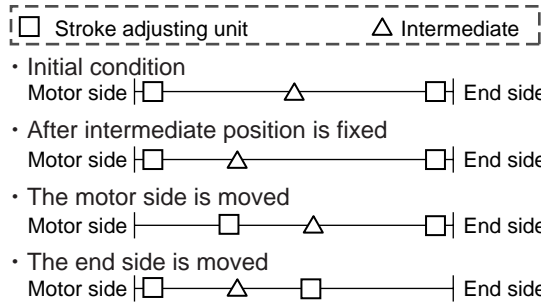 Stroke adjusting unit Intermediate
・Initial condition
Motor side End side
・After intermediate position is fixed
Motor side End side
・The motor side is moved
Motor side End side
・The end side is moved
Motor side End side